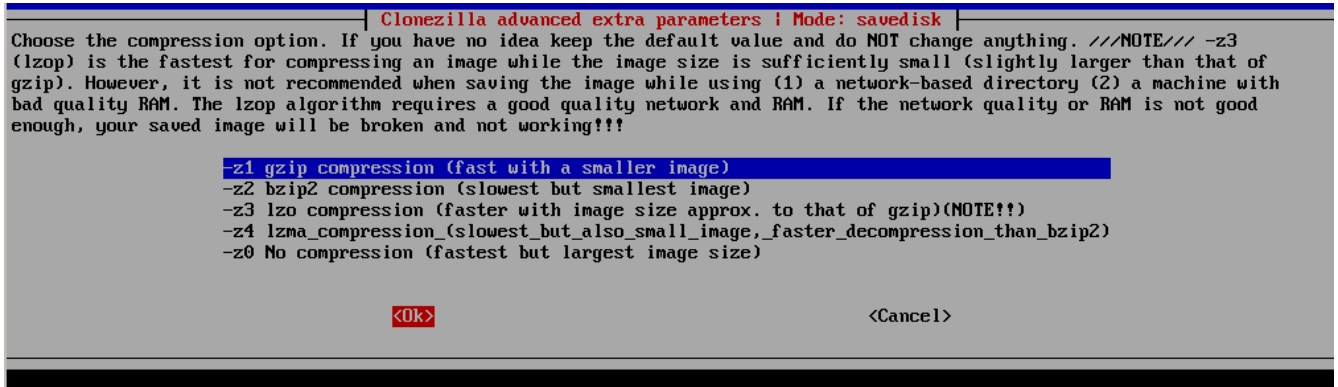 Clonezilla advanced extra parameters | Mode: savedisk
Choose the compression option. If you have no idea keep the default value and do NOT change anything. ///NOTE/// -z3
(lzop) is the fastest for compressing an image while the image size is sufficiently small (slightly larger than that of
gzip). However, it is not recommended when saving the image while using (1) a network-based directory (2) a machine with
bad quality RAM. The lzop algorithm requires a good quality network and RAM. If the network quality or RAM is not good
enough, your saved image will be broken and not working!!!
-z1 gzip compression (fast with a smaller image)
-z2 bzip2 compression (slowest but smallest image)
-z3 lzo compression (faster with image size approx. to that of gzip)(NOTE!!)
-z4 lzma_compression_(slowest_but_also_small_image,_faster_decompression_than_bzip2)
-z0 No compression (fastest but largest image size)
<Ok> <Cancel>